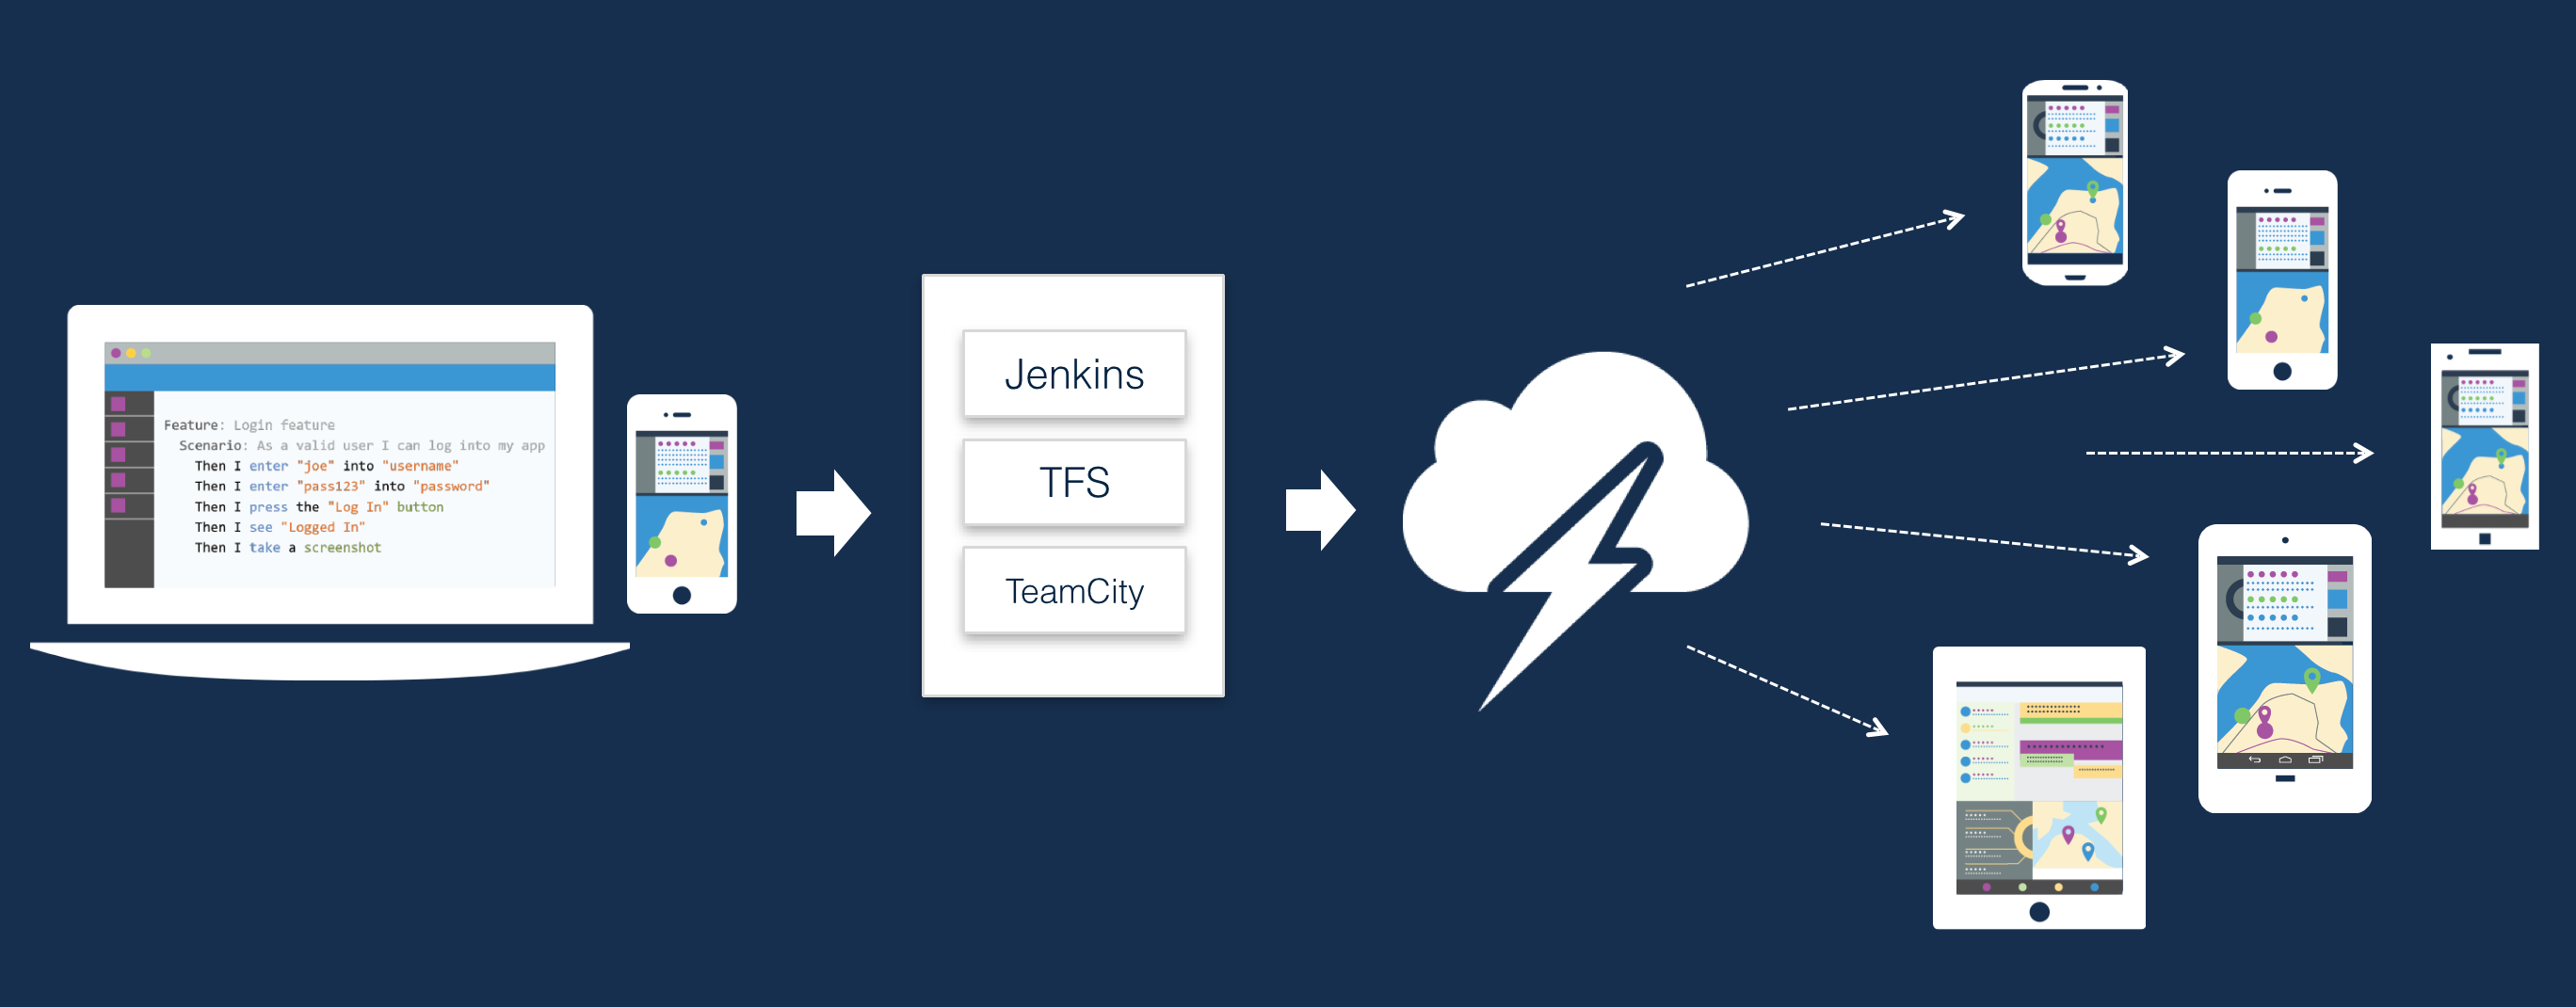 Feature: Login feature
Scenario: As a valid user I can log into my app
Then I enter "joe" into "username"
Then I enter "pass123" into "password"
Then I press the "Log In" button
Then I see "Logged In"
Then I take a screenshot
Jenkins
TFS
TeamCity